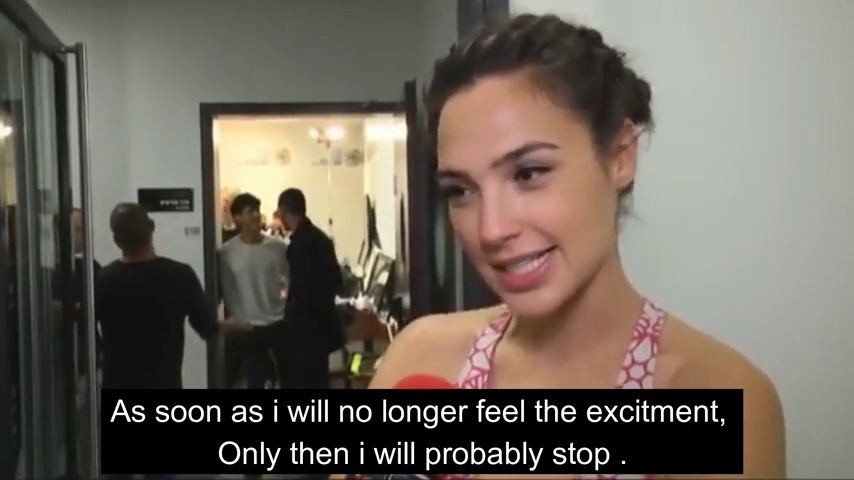 As soon as i will no longer feel the excitment,
Only then i will probably stop .